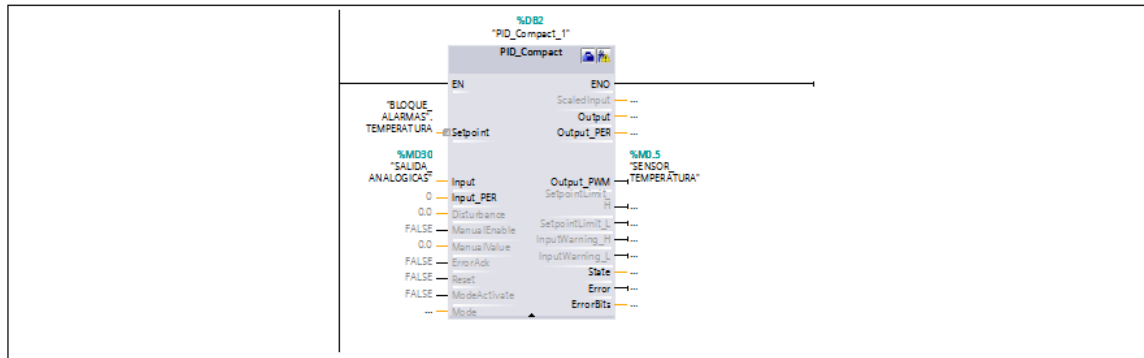 %DB2
"PID_Compact_1"
PID_Compact
EN ENO
ScaledInput ...
"BLOQUE_
ALARMAS".
TEMPERATURA Setpoint
Output ...
Output_PER ...
%MD30
"SALIDA_
ANALOGICAS" Input
%M0.5
"SENSOR_
Output_PWM TEMPERATURA"
0 Input_PER
SetpointLimit_
H ...
0.0 Disturbance
SetpointLimit_L ...
FALSE ManualEnable
InputWarning_H ...
0.0 ManualValue
InputWarning_L ...
FALSE ErrorAck
State ...
FALSE Reset
Error ...
FALSE ModeActivate
ErrorBits ...
... Mode